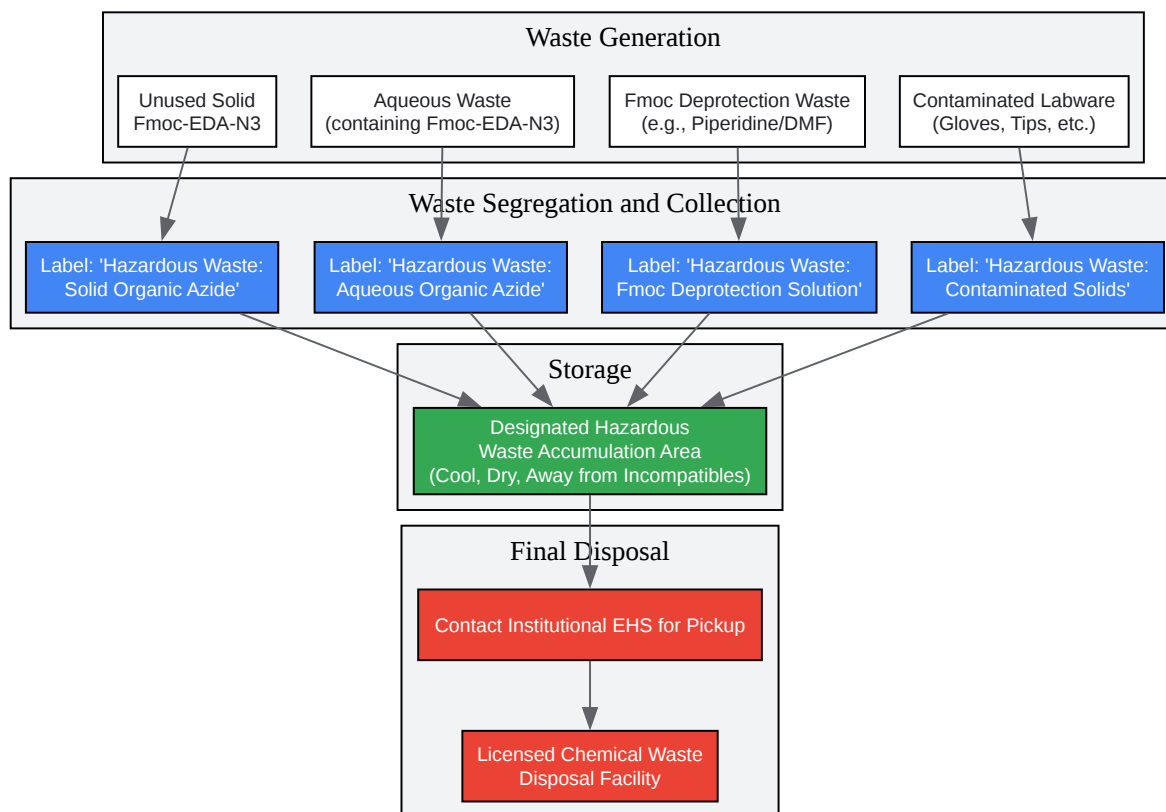 Waste Generation
Unused Solid
Fmoc-EDA-N3
Aqueous Waste
(containing Fmoc-EDA-N3)
Fmoc Deprotection Waste
(e.g., Piperidine/DMF)
Contaminated Labware
(Gloves, Tips, etc.)
Waste Segregation and Collection
Label: 'Hazardous Waste:
Solid Organic Azide'
Label: 'Hazardous Waste:
Aqueous Organic Azide'
Label: 'Hazardous Waste:
Fmoc Deprotection Solution'
Label: 'Hazardous Waste:
Contaminated Solids'
Storage
Designated Hazardous
Waste Accumulation Area
(Cool, Dry, Away from Incompatibles)
Final Disposal
Contact Institutional EHS for Pickup
Licensed Chemical Waste
Disposal Facility